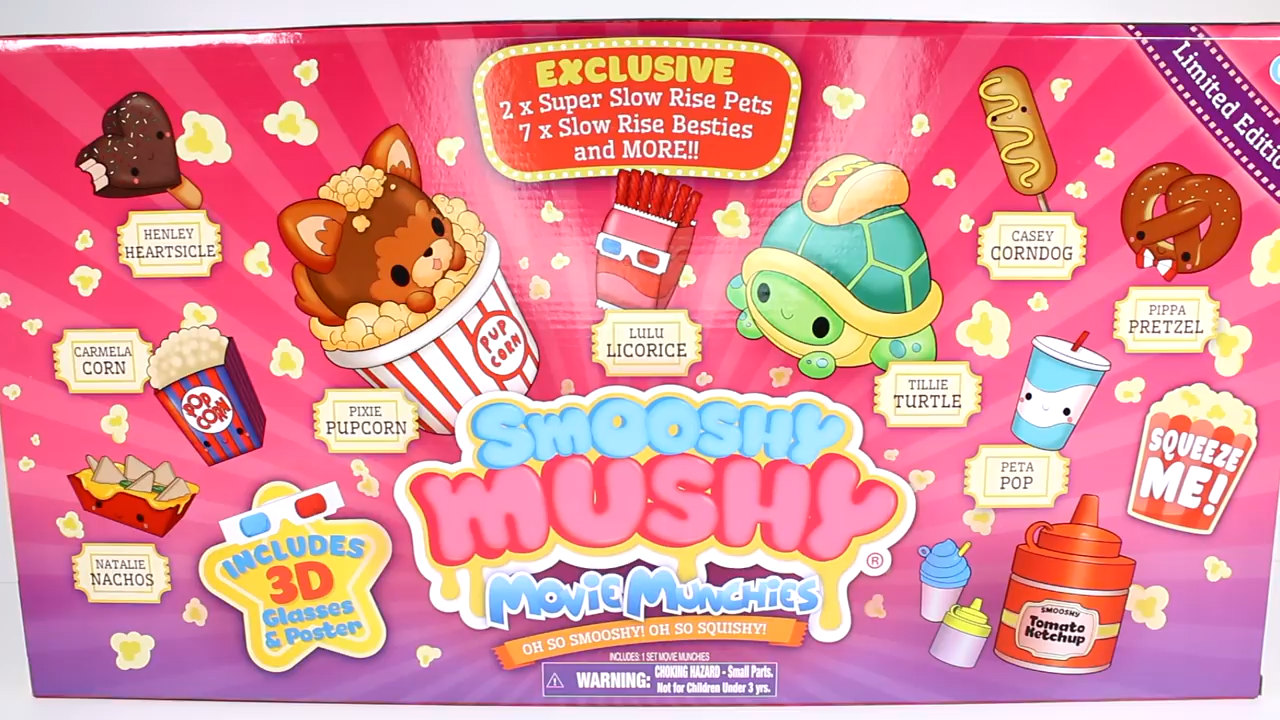 EXCLUSIVE
2 x Super Slow Rise Pets
7 x Slow Rise Besties
and MORE!!
Limited Editio
HENLEY
HEARTSICLE
CASEY
CORNDOG
PIPPA
PRETZEL
LULU
LICORICE
CARMELA
CORN
POP
CORN
PUP
CORN
PIXIE
PUPCORN
TILLIE
TURTLE
PETA
POP
SQUEEZE
ME!
SMOOSHY
MUSHY
®
MOVIE MUNCHIES
OH SO SMOOSHY! OH SO SQUISHY!
NATALIE
NACHOS
INCLUDES
3D
Glasses
& Poster
SMOOSHY
Tomato
Ketchup
INCLUDES: 1 SET MOVIE MUNCHIES
WARNING: CHOKING HAZARD - Small Parts.
Not for Children Under 3 yrs.